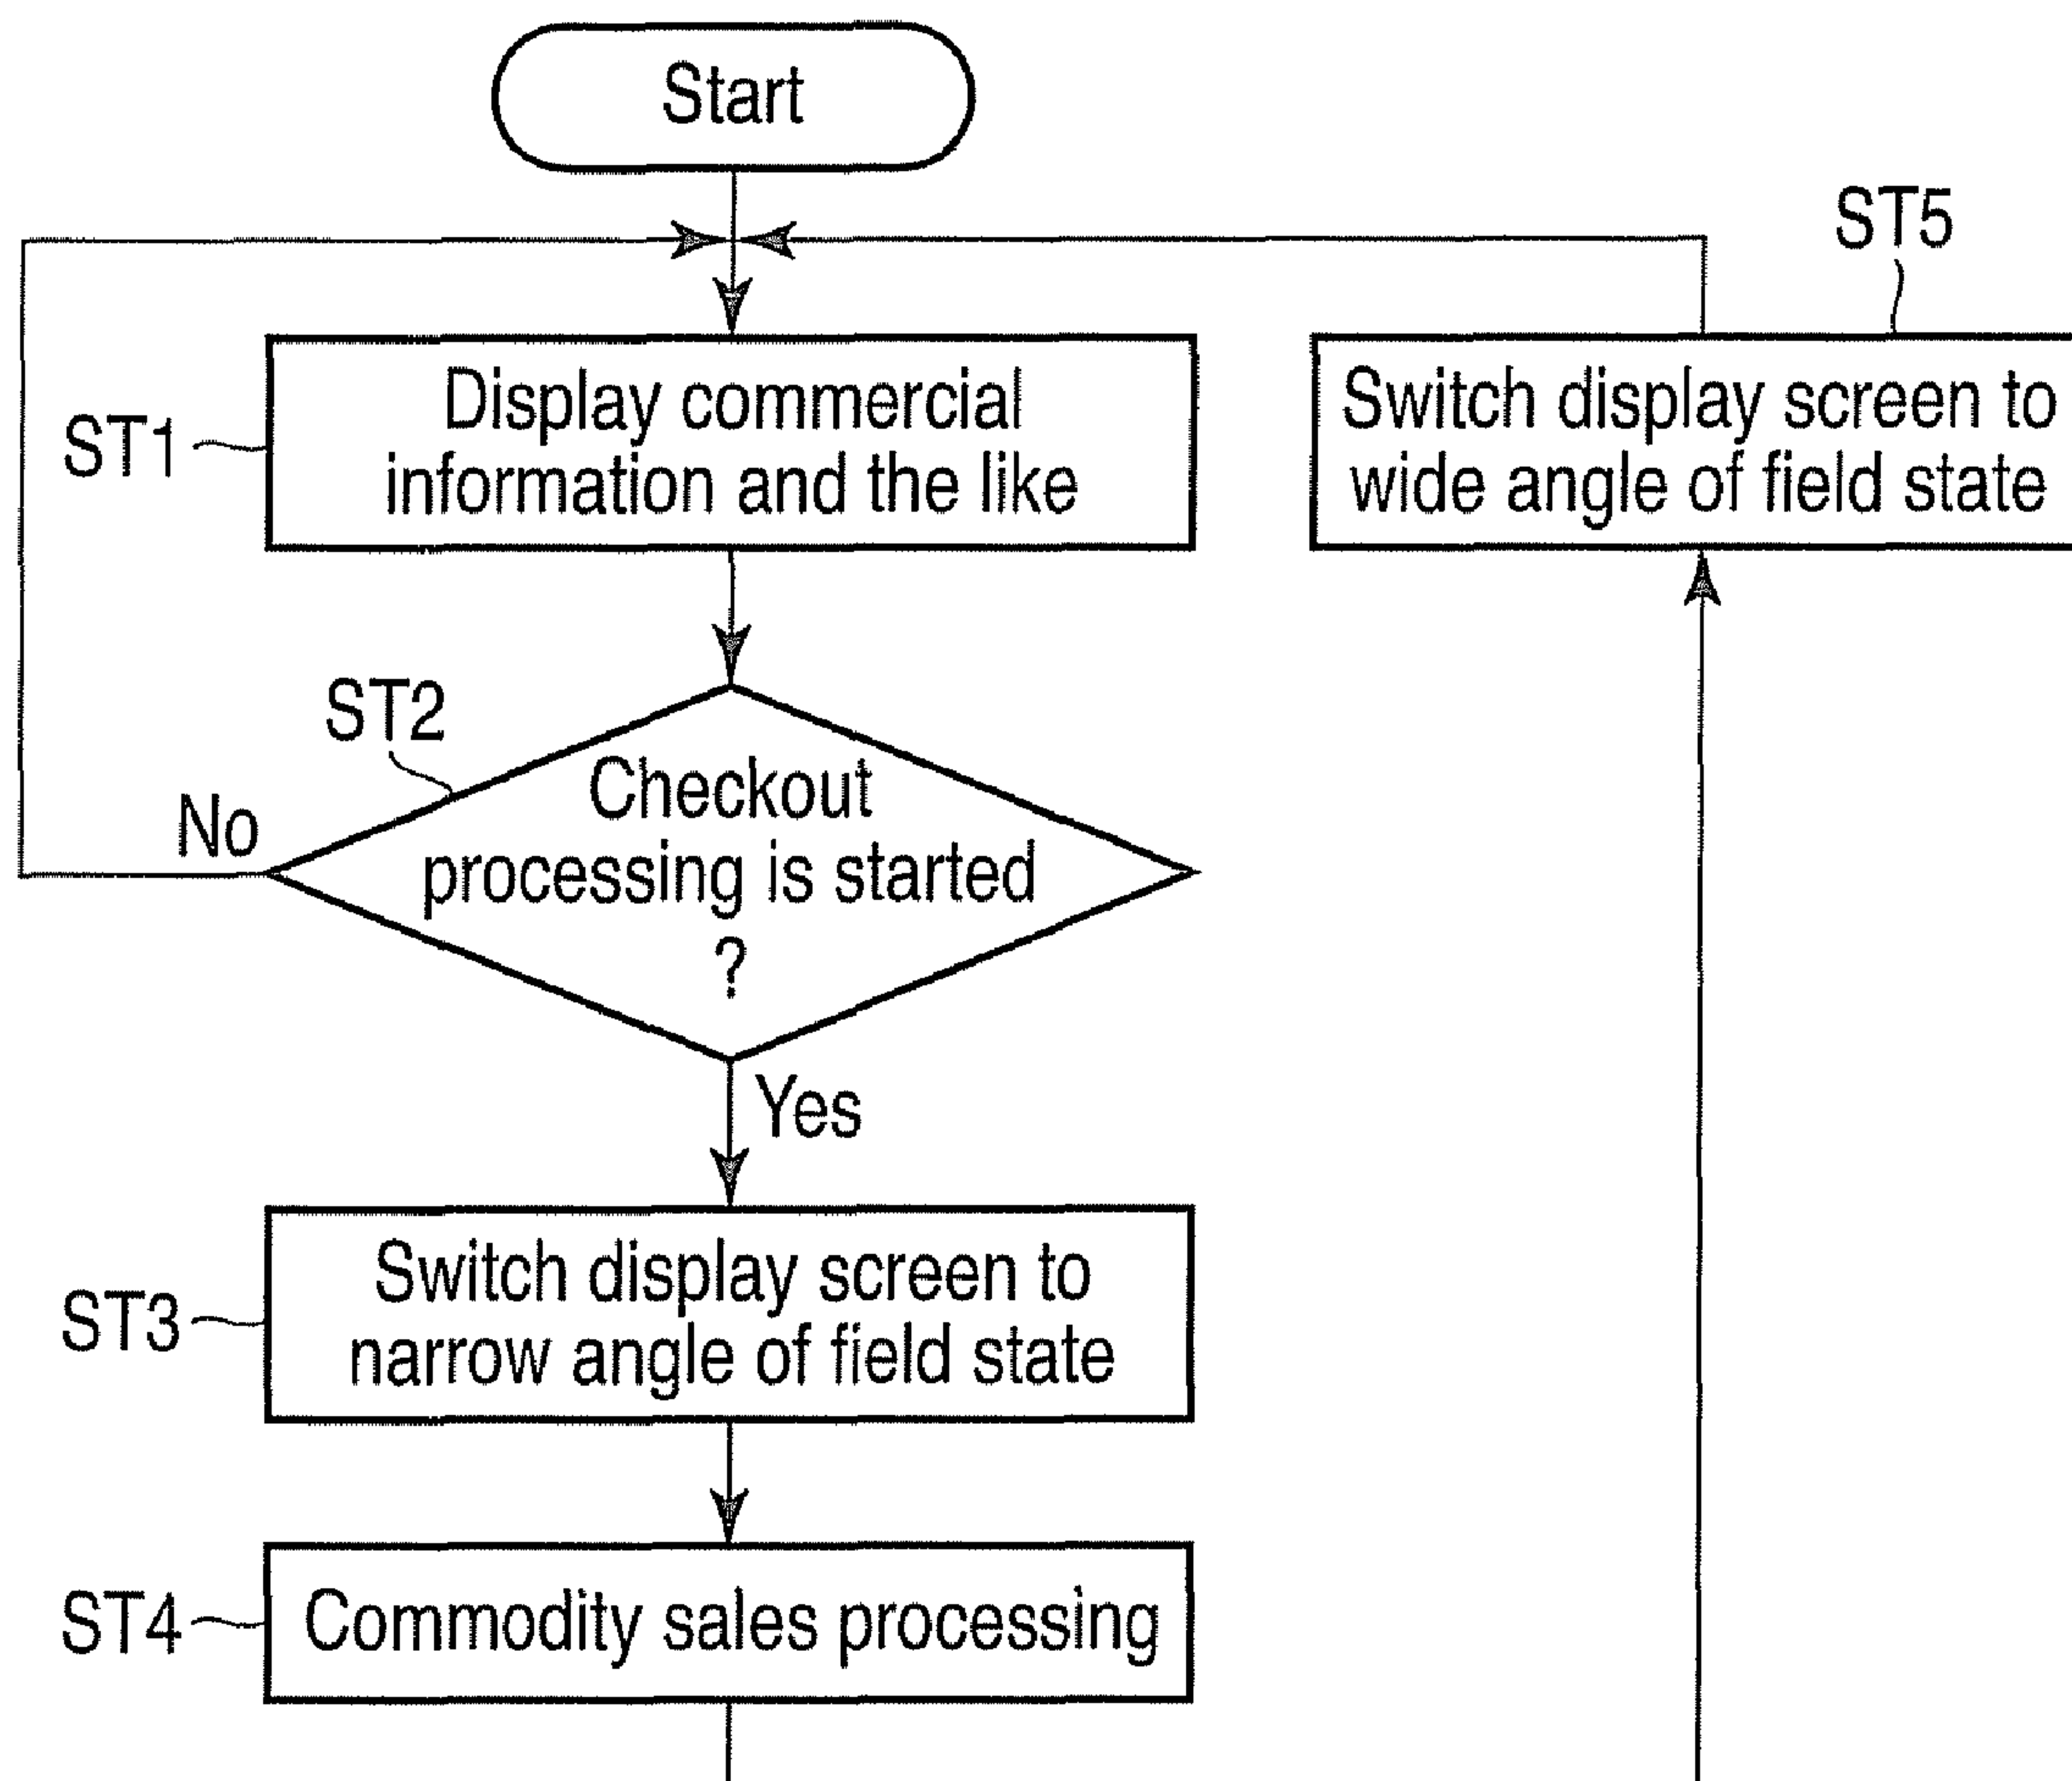 Start
ST1
Display commercial
information and the like
ST5
Switch display screen to
wide angle of field state
ST2
Checkout
processing is started
?
No
Yes
ST3
Switch display screen to
narrow angle of field state
ST4
Commodity sales processing